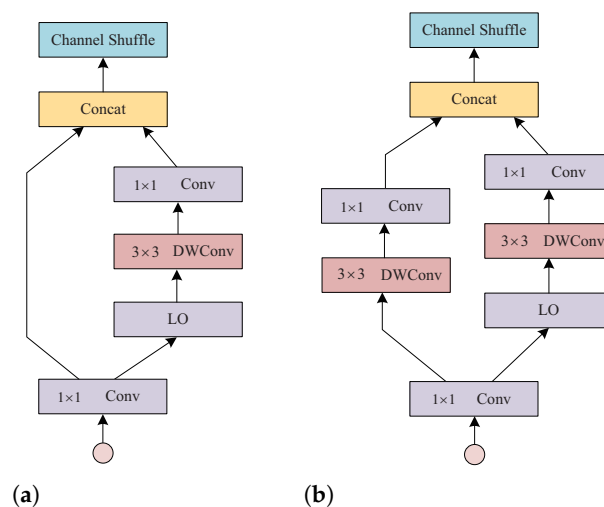 Channel Shuffle
Concat
1×1 Conv
3×3 DWConv
LO
1×1 Conv
(a)
Channel Shuffle
Concat
1×1 Conv
3×3 DWConv
1×1 Conv
3×3 DWConv
LO
1×1 Conv
(b)